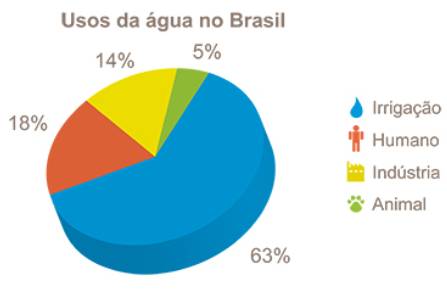 Usos da água no Brasil
5%
14%
18%
63%
Irrigação
Humano
Indústria
Animal